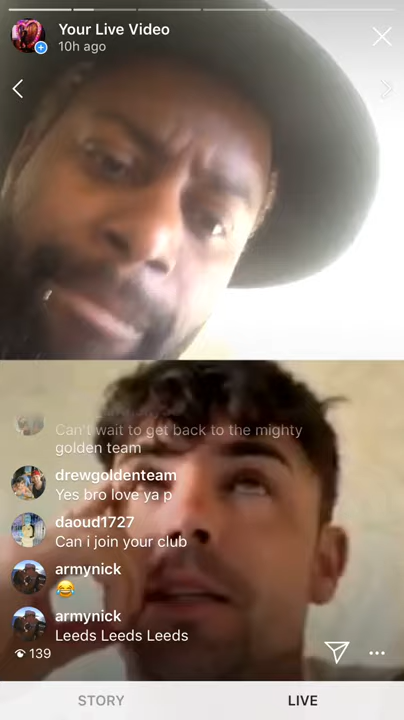 Your Live Video
10h ago
Can't wait to get back to the mighty
golden team
drewgoldenteam
Yes bro love ya p
daoud1727
Can i join your club
armynick
😂
armynick
Leeds Leeds Leeds
139
STORY
LIVE